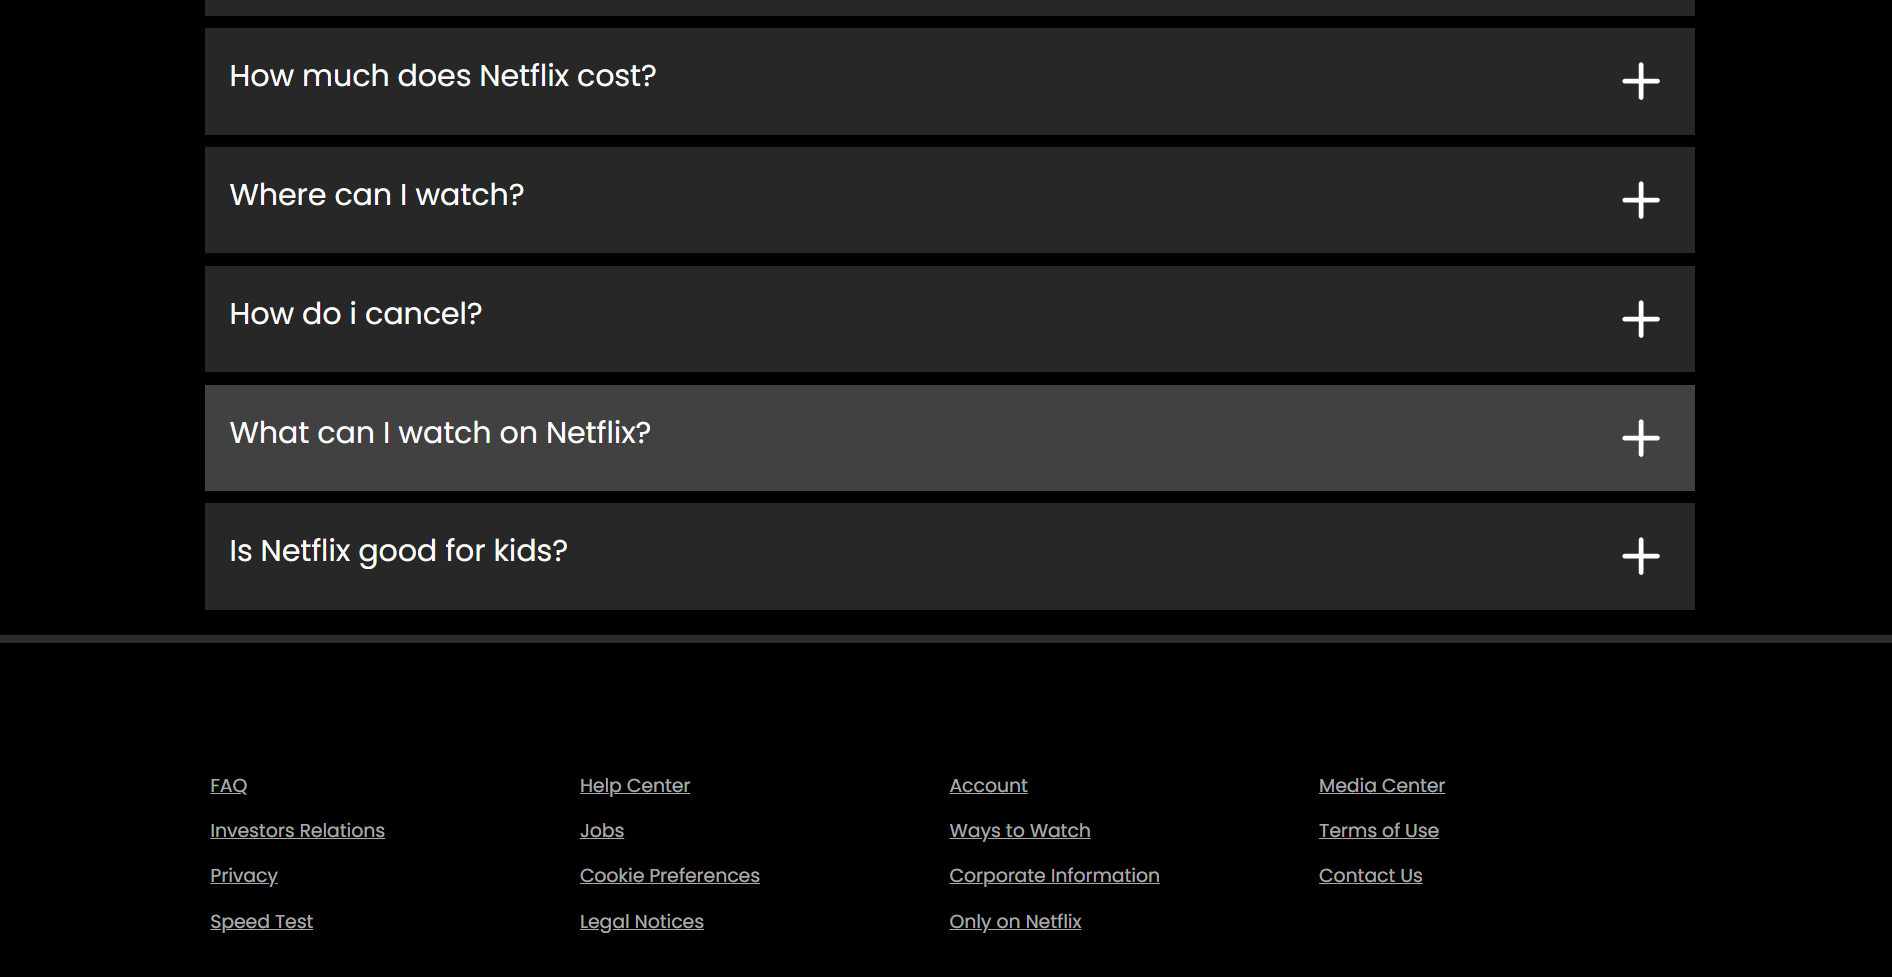 How much does Netflix cost?
Where can I watch?
How do i cancel?
What can I watch on Netflix?
Is Netflix good for kids?
FAQ
Help Center
Account
Media Center
Investors Relations
Jobs
Ways to Watch
Terms of Use
Privacy
Cookie Preferences
Corporate Information
Contact Us
Speed Test
Legal Notices
Only on Netflix